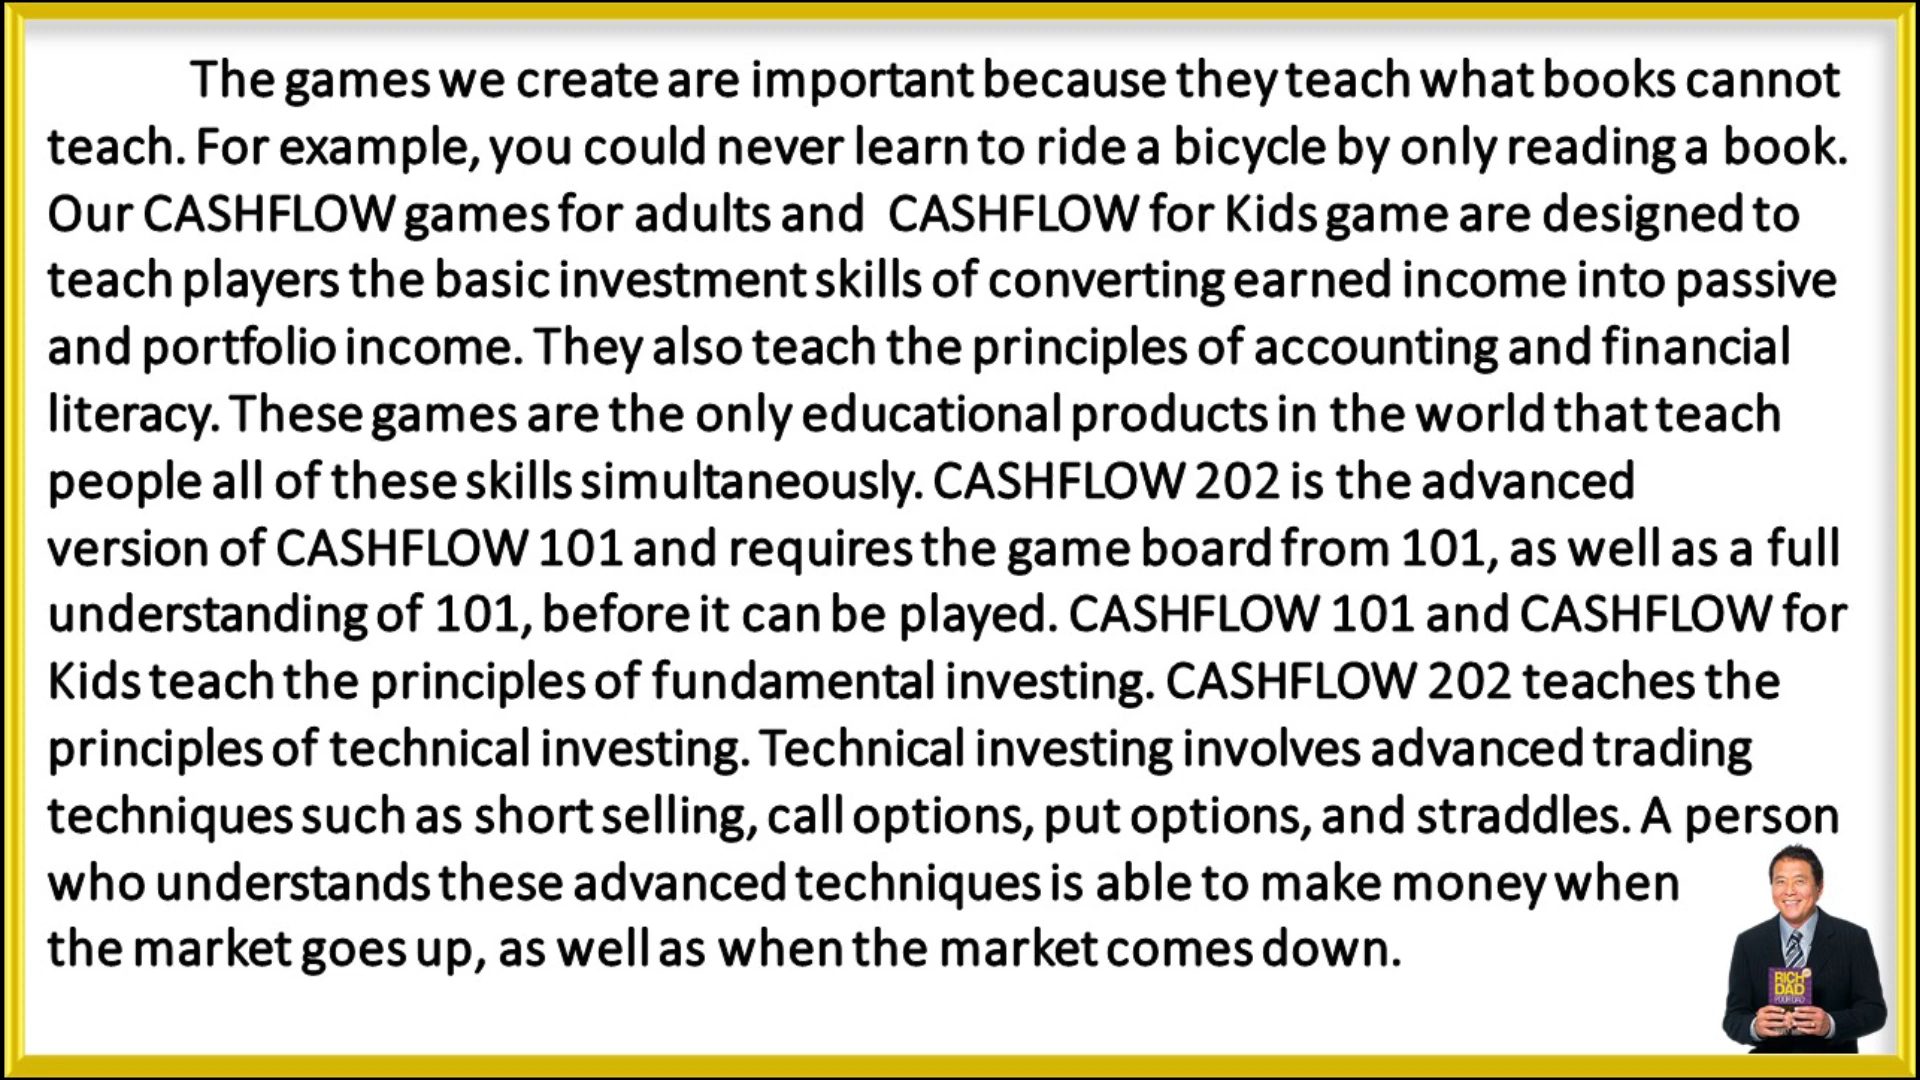 The games we create are important because they teach what books cannot
teach. For example, you could never learn to ride a bicycle by only reading a book.
Our CASHFLOW games for adults and CASHFLOW for Kids game are designed to
teach players the basic investment skills of converting earned income into passive
and portfolio income. They also teach the principles of accounting and financial
literacy. These games are the only educational products in the world that teach
people all of these skills simultaneously. CASHFLOW 202 is the advanced
version of CASHFLOW 101 and requires the game board from 101, as well as a full
understanding of 101, before it can be played. CASHFLOW 101 and CASHFLOW for
Kids teach the principles of fundamental investing. CASHFLOW 202 teaches the
principles of technical investing. Technical investing involves advanced trading
techniques such as short selling, call options, put options, and straddles. A person
who understands these advanced techniques is able to make money when
the market goes up, as well as when the market comes down.
RICH
DAD
POOR DAD